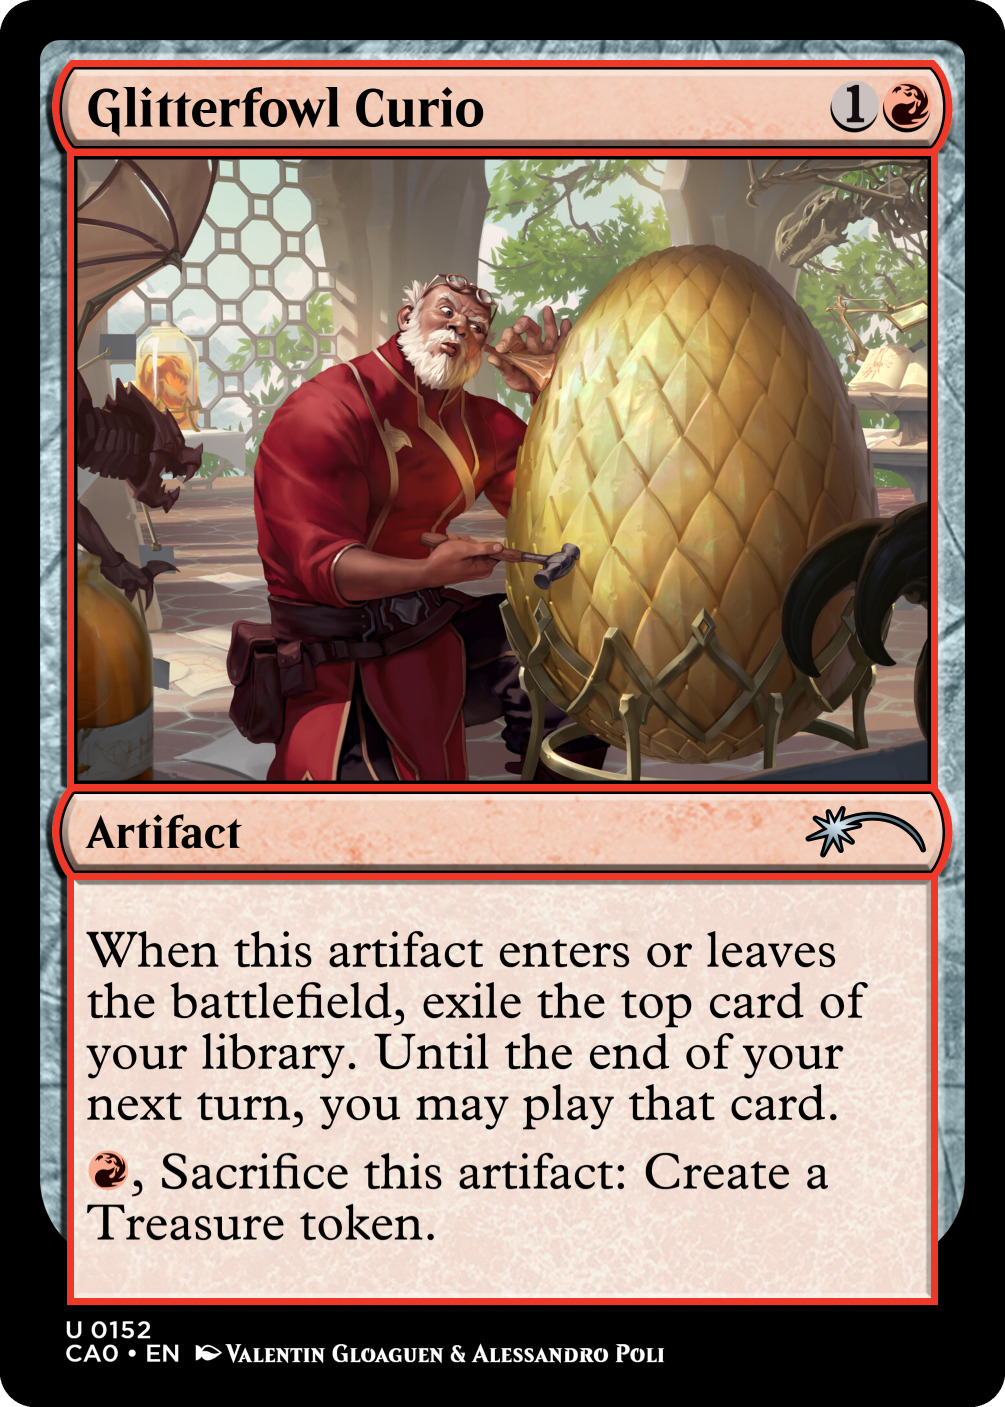 Glitterfowl Curio 1
Artifact
When this artifact enters or leaves
the battlefield, exile the top card of
your library. Until the end of your
next turn, you may play that card.
, Sacrifice this artifact: Create a
Treasure token.
U 0152
CA0 • EN VALENTIN GLOAGUEN & ALESSANDRO POLI